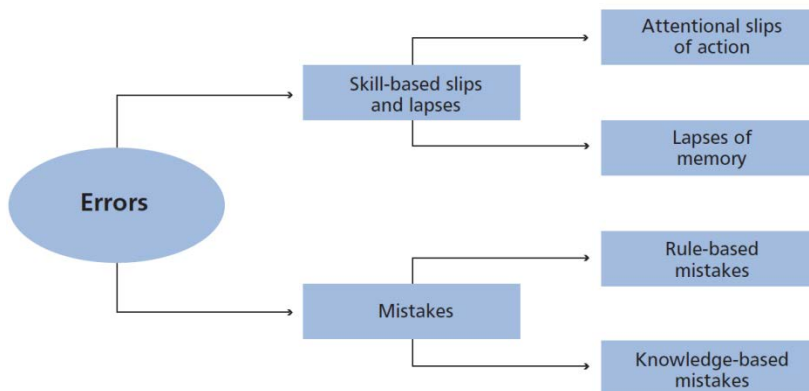 Errors
Skill-based slips
and lapses
Attentional slips
of action
Lapses of
memory
Mistakes
Rule-based
mistakes
Knowledge-based
mistakes